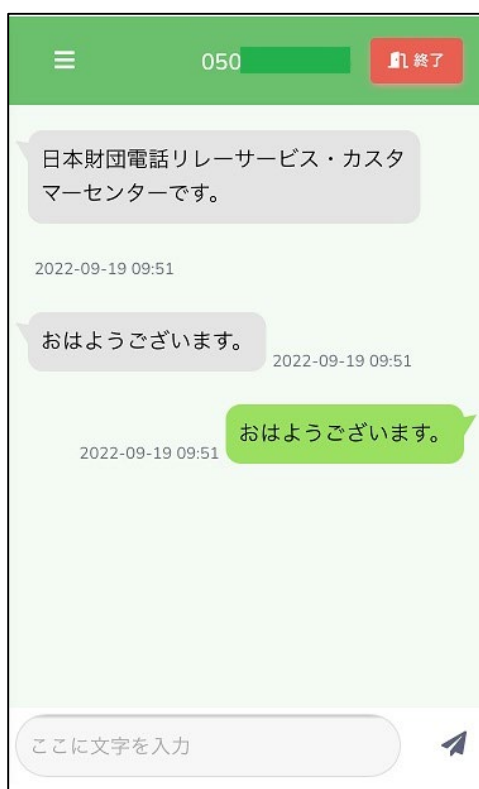 050
終了
日本財団電話リレーサービス・カスタ
マーセンターです。
2022-09-19 09:51
おはようございます。
2022-09-19 09:51
おはようございます。
2022-09-19 09:51
ここに文字を入力